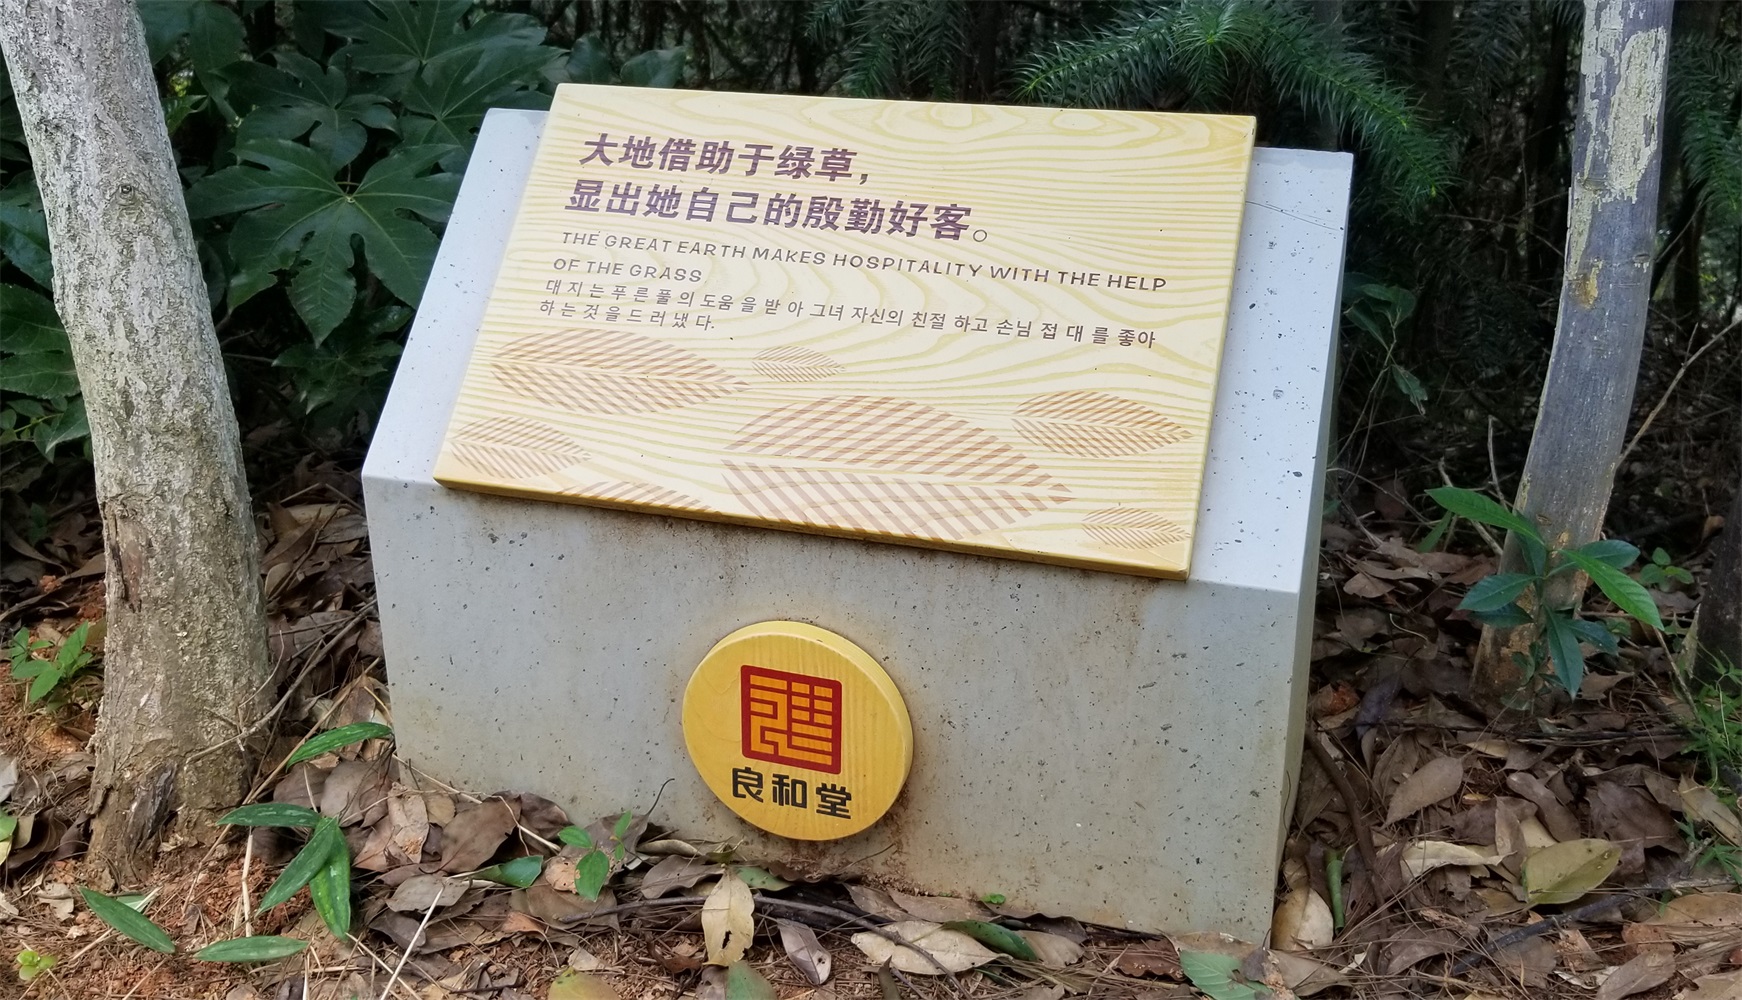 大地借助于绿草，
显出她自己的殷勤好客。
THE GREAT EARTH MAKES HOSPITALITY WITH THE HELP
OF THE GRASS
대 지 는 푸 른 풀 의 도움 을 받 아 그녀 자신의 친절 하고 손님 접 대 를 좋아
하 는 것 을 드 러 냈 다.
良和堂